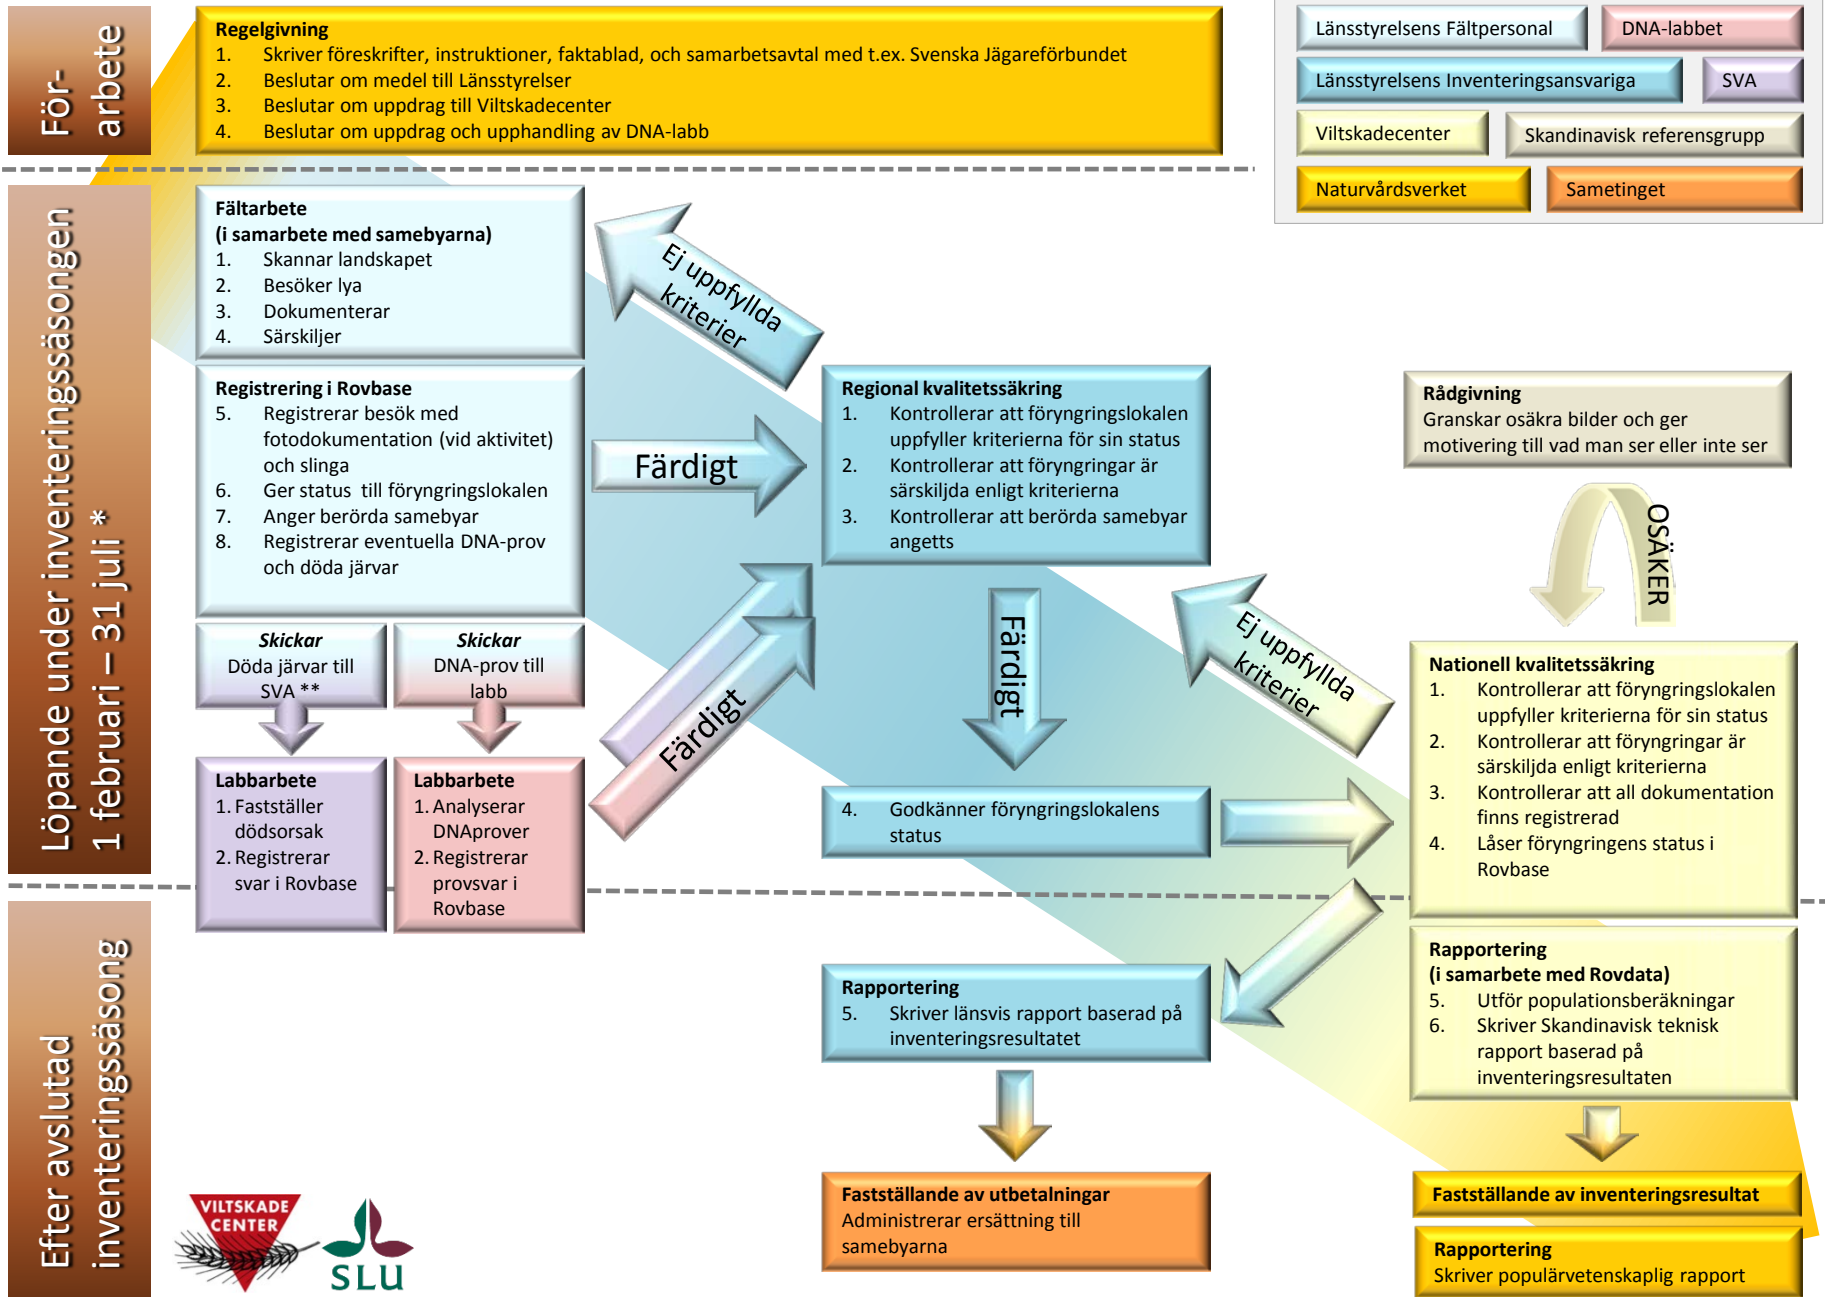 För-
arbete
Regelgivning
1. Skriver föreskrifter, instruktioner, faktablad, och samarbetsavtal med t.ex. Svenska Jägareförbundet
2. Beslutar om medel till Länsstyrelser
3. Beslutar om uppdrag till Viltskadecenter
4. Beslutar om uppdrag och upphandling av DNA-labb
Länsstyrelsens Fältpersonal
DNA-labbet
Länsstyrelsens Inventeringsansvariga
SVA
Viltskadecenter
Skandinavisk referensgrupp
Naturvårdsverket
Sametinget
Löpande under inventeringssäsongen
1 februari – 31 juli *
Fältarbete
(i samarbete med samebyarna)
1. Skannar landskapet
2. Besöker lya
3. Dokumenterar
4. Särskiljer
Ej uppfyllda
kriterier
Registrering i Rovbase
5. Registrerar besök med
fotodokumentation (vid aktivitet)
och slinga
6. Ger status till föryngringslokalen
7. Anger berörda samebyar
8. Registrerar eventuella DNA-prov
och döda järvar
Färdigt
Regional kvalitetssäkring
1. Kontrollerar att föryngringslokalen
uppfyller kriterierna för sin status
2. Kontrollerar att föryngringar är
särskiljda enligt kriterierna
3. Kontrollerar att berörda samebyar
angetts
Rådgivning
Granskar osäkra bilder och ger
motivering till vad man ser eller inte ser
OSÄKER
Skickar
Döda järvar till
SVA **
Skickar
DNA-prov till
labb
Färdigt
Färdigt
Ej uppfyllda
kriterier
Labbarbete
1. Fastställer
dödsorsak
2. Registrerar
svar i Rovbase
Labbarbete
1. Analyserar
DNAprover
2. Registrerar
provsvar i
Rovbase
4. Godkänner föryngringslokalens
status
Nationell kvalitetssäkring
1. Kontrollerar att föryngringslokalen
uppfyller kriterierna för sin status
2. Kontrollerar att föryngringar är
särskiljda enligt kriterierna
3. Kontrollerar att all dokumentation
finns registrerad
4. Låser föryngringens status i
Rovbase
Efter avslutad
inventeringssäsong
Rapportering
5. Skriver länsvis rapport baserad på
inventeringsresultatet
Rapportering
(i samarbete med Rovdata)
5. Utför populationsberäkningar
6. Skriver Skandinavisk teknisk
rapport baserad på
inventeringsresultaten
Fastställande av utbetalningar
Administrerar ersättning till
samebyarna
Fastställande av inventeringsresultat
Rapportering
Skriver populärvetenskaplig rapport
VILTSKADE
CENTER
SLU